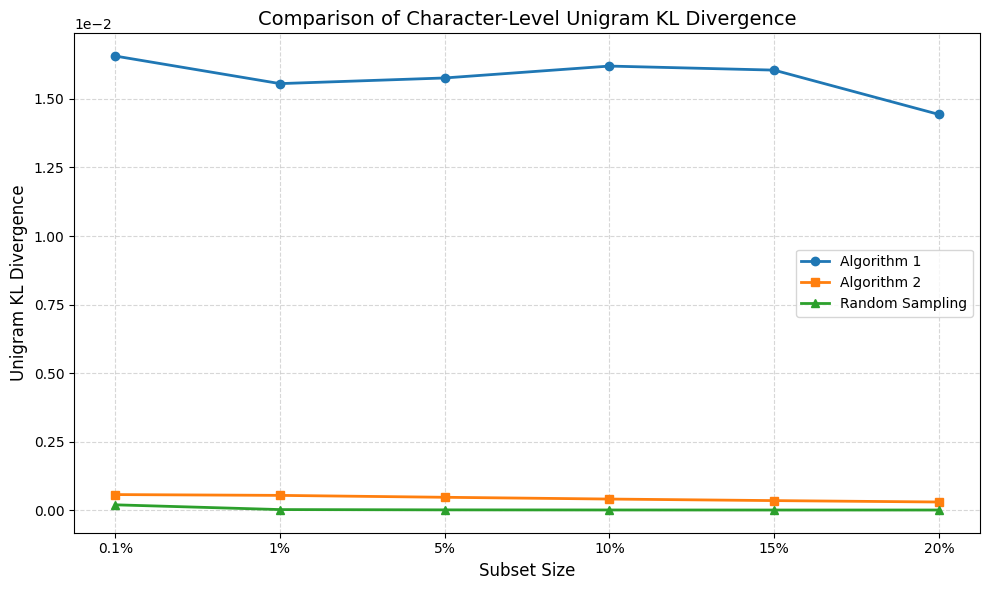 Comparison of Character-Level Unigram KL Divergence
1e−2
1.50
1.25
1.00
0.75
0.50
0.25
0.00
Unigram KL Divergence
Algorithm 1
Algorithm 2
Random Sampling
0.1% 1% 5% 10% 15% 20%
Subset Size